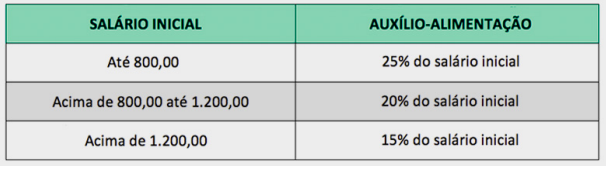 SALÁRIO INICIAL AUXÍLIO-ALIMENTAÇÃO
Até 800,00 25% do salário inicial
Acima de 800,00 até 1.200,00 20% do salário inicial
Acima de 1.200,00 15% do salário inicial